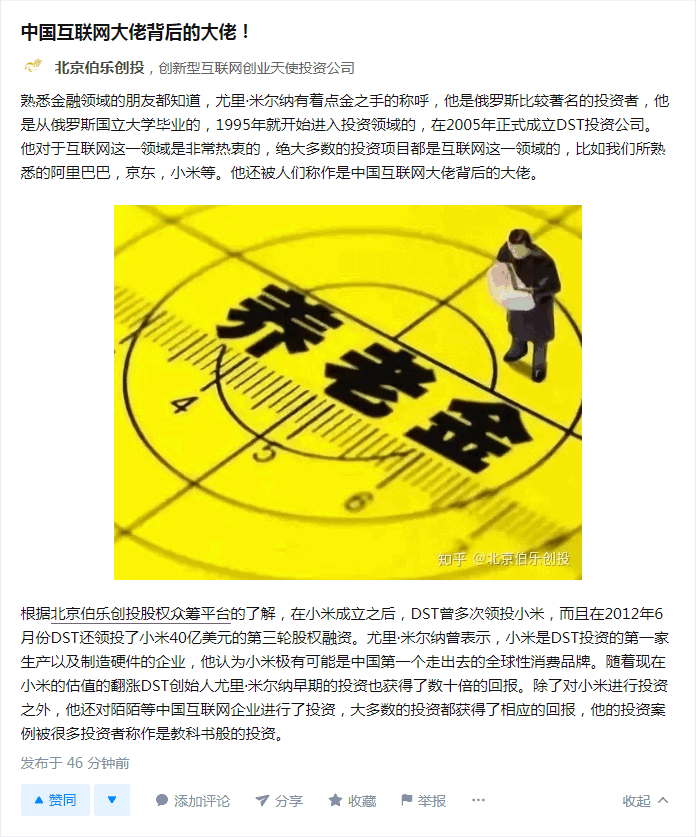 中国互联网大佬背后的大佬！
北京伯乐创投，创新型互联网创业天使投资公司
熟悉金融领域的朋友都知道，尤里·米尔纳有着点金之手的称呼，他是俄罗斯比较著名的投资者，他
是从俄罗斯国立大学毕业的，1995年就开始进入投资领域的，在2005年正式成立DST投资公司。
他对于互联网这一领域是非常热衷的，绝大多数的投资项目都是互联网这一领域的，比如我们所熟
悉的阿里巴巴，京东，小米等。他还被人们称作是中国互联网大佬背后的大佬。
养老金
4
5
6
知乎 @北京伯乐创投
根据北京伯乐创投股权众筹平台的了解，在小米成立之后，DST曾多次领投小米，而且在2012年6
月份DST还领投了小米40亿美元的第三轮股权融资。尤里·米尔纳曾表示，小米是DST投资的第一家
生产以及制造硬件的企业，他认为小米极有可能是中国第一个走出去的全球性消费品牌。随着现在
小米的估值的翻涨DST创始人尤里·米尔纳早期的投资也获得了数十倍的回报。除了对小米进行投资
之外，他还对陌陌等中国互联网企业进行了投资，大多数的投资都获得了相应的回报，他的投资案
例被很多投资者称作是教科书般的投资。
发布于 46 分钟前
赞同 添加评论 分享 收藏 举报 ··· 收起